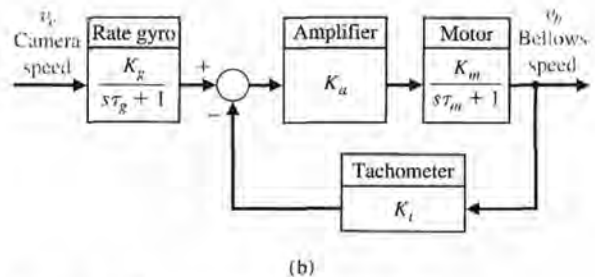 v_c
Camera
speed
Rate gyro
K_g
sτ_g + 1
+
−
Amplifier
K_a
Motor
K_m
sτ_m + 1
v_b
Bellows
speed
Tachometer
K_t
(b)